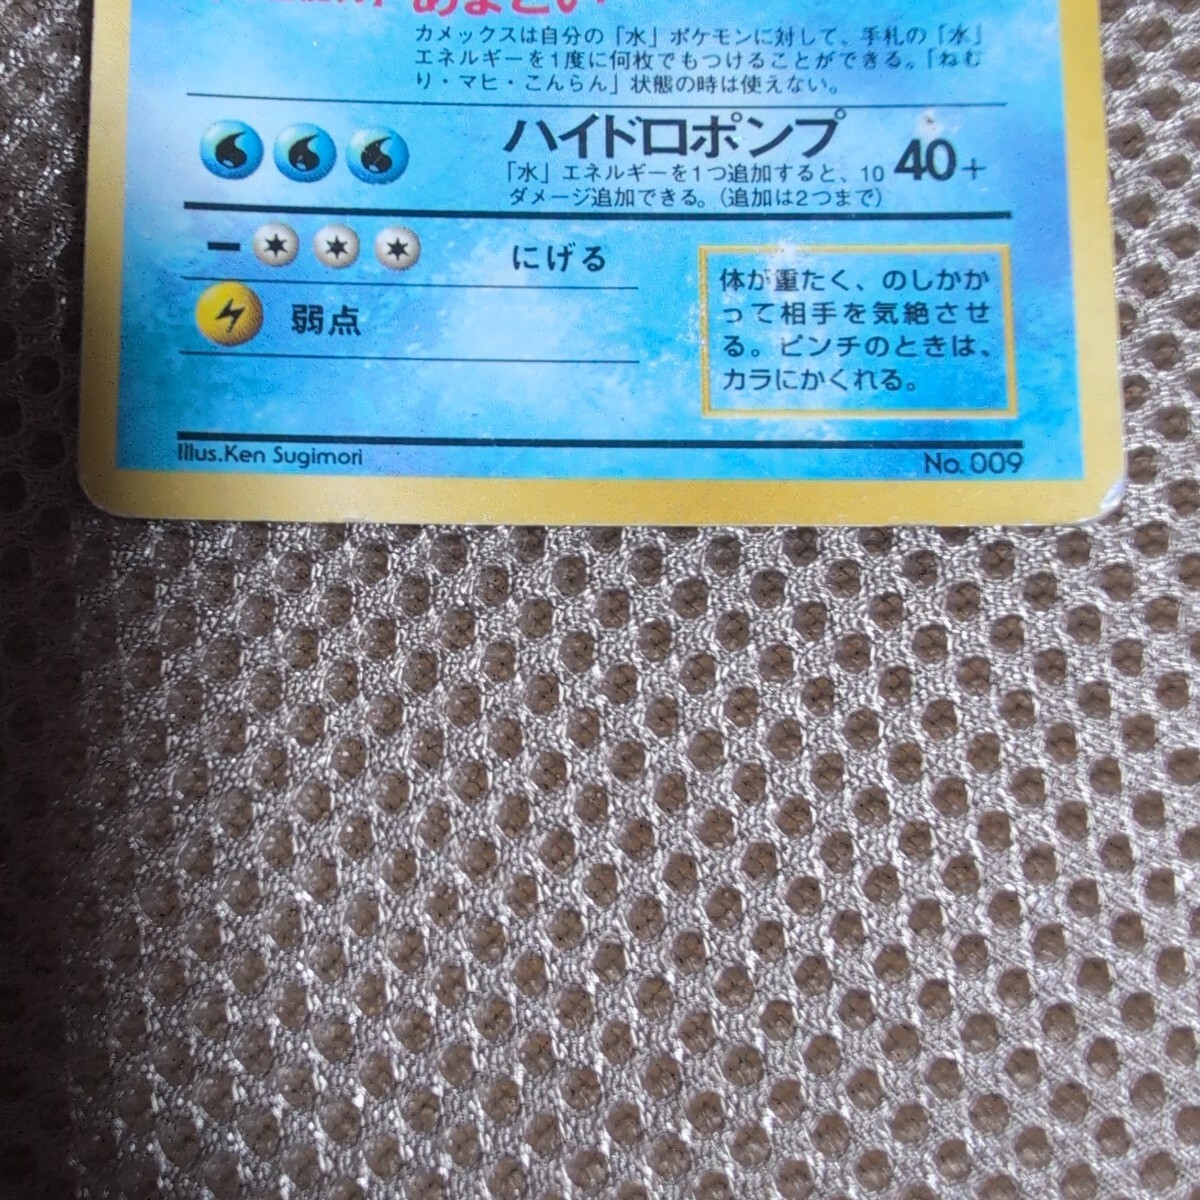 あまごい
カメックスは自分の「水」ポケモンに対して、手札の「水」
エネルギーを1度に何枚でもつけることができる。「ねむ
り・マヒ・こんらん」状態の時は使えない。
ハイドロポンプ
40+
「水」エネルギーを1つ追加すると、10
ダメージ追加できる。（追加は2つまで）
にげる
弱点
体が重たく、のしかか
って相手を気絶させ
る。ピンチのときは、
カラにかくれる。
Illus.Ken Sugimori
No. 009